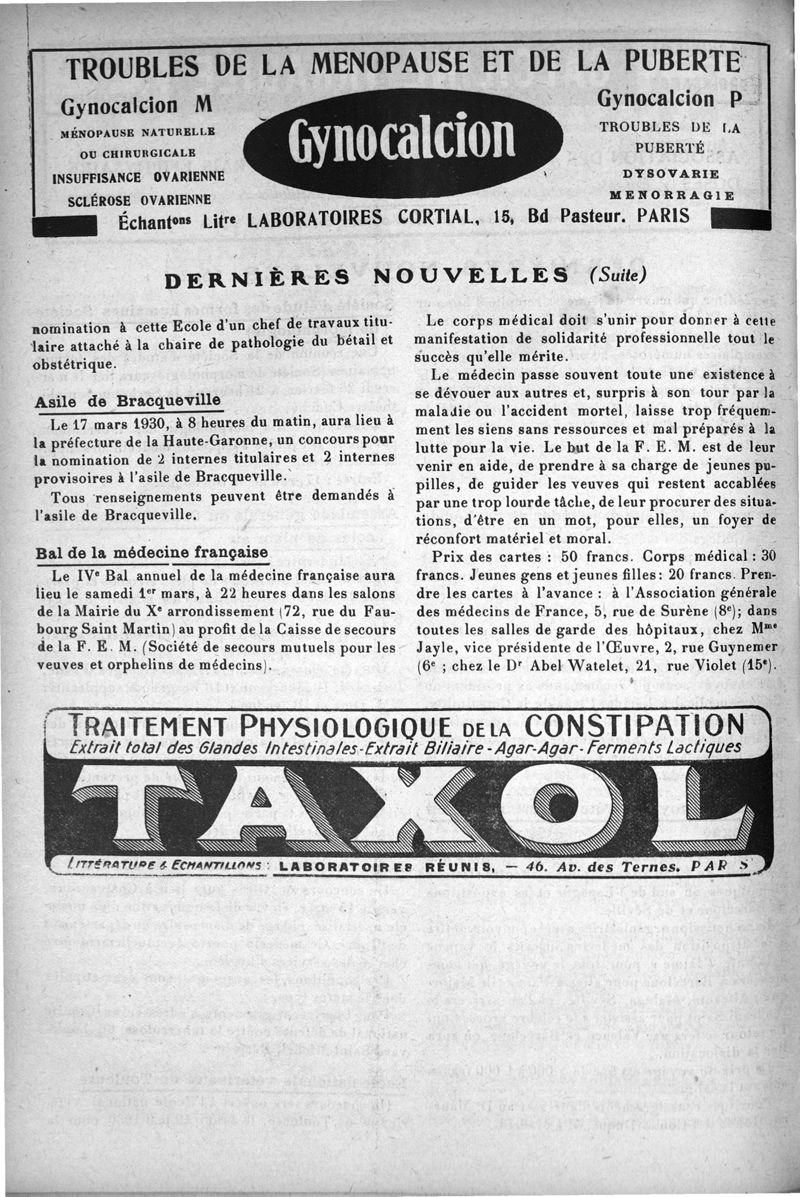 TROUBLES DE LA MENOPAUSE ET DE LA PUBERTE
Gynocalcion M
MÉNOPAUSE NATURELLE
OU CHIRURGICALE
INSUFFISANCE OVARIENNE
SCLÉROSE OVARIENNE
Gynocalcion
Gynocalcion P
TROUBLES DE LA
PUBERTÉ
DYSOVARIE
MENORRAGIE
Échantons Litre LABORATOIRES CORTIAL, 15, Bd Pasteur. PARIS
DERNIÈRES NOUVELLES (Suite)
nomination à cette Ecole d'un chef de travaux titu-
laire attaché à la chaire de pathologie du bétail et
obstétrique.
Asile de Bracqueville
Le 17 mars 1930, à 8 heures du matin, aura lieu à
la préfecture de la Haute-Garonne, un concours pour
la nomination de 2 internes titulaires et 2 internes
provisoires à l'asile de Bracqueville.
Tous renseignements peuvent être demandés à
l'asile de Bracqueville.
Bal de la médecine française
Le IVe Bal annuel de la médecine française aura
lieu le samedi 1er mars, à 22 heures dans les salons
de la Mairie du Xe arrondissement (72, rue du Fau-
bourg Saint Martin) au profit de la Caisse de secours
de la F. E. M. (Société de secours mutuels pour les
veuves et orphelins de médecins).
Le corps médical doit s'unir pour donner à cette
manifestation de solidarité professionnelle tout le
succès qu'elle mérite.
Le médecin passe souvent toute une existence à
se dévouer aux autres et, surpris à son tour par la
maladie ou l'accident mortel, laisse trop fréquem-
ment les siens sans ressources et mal préparés à la
lutte pour la vie. Le but de la F. E. M. est de leur
venir en aide, de prendre à sa charge de jeunes pu-
pilles, de guider les veuves qui restent accablées
par une trop lourde tâche, de leur procurer des situa-
tions, d'être en un mot, pour elles, un foyer de
réconfort matériel et moral.
Prix des cartes : 50 francs. Corps médical : 30
francs. Jeunes gens et jeunes filles : 20 francs. Pren-
dre les cartes à l'avance : à l'Association générale
des médecins de France, 5, rue de Surène (8e); dans
toutes les salles de garde des hôpitaux, chez Mme
Jayle, vice présidente de l'Œuvre, 2, rue Guynemer
(6e ; chez le Dr Abel Watelet, 21, rue Violet (15e).
TRAITEMENT PHYSIOLOGIQUE DE LA CONSTIPATION
Extrait total des Glandes Intestinales-Extrait Biliaire-Agar-Agar-Ferments Lactiques
TAXOL
LITTÉRATURE & ECHANTILLONS : LABORATOIRES RÉUNIS, — 46. Av. des Ternes. PAR S